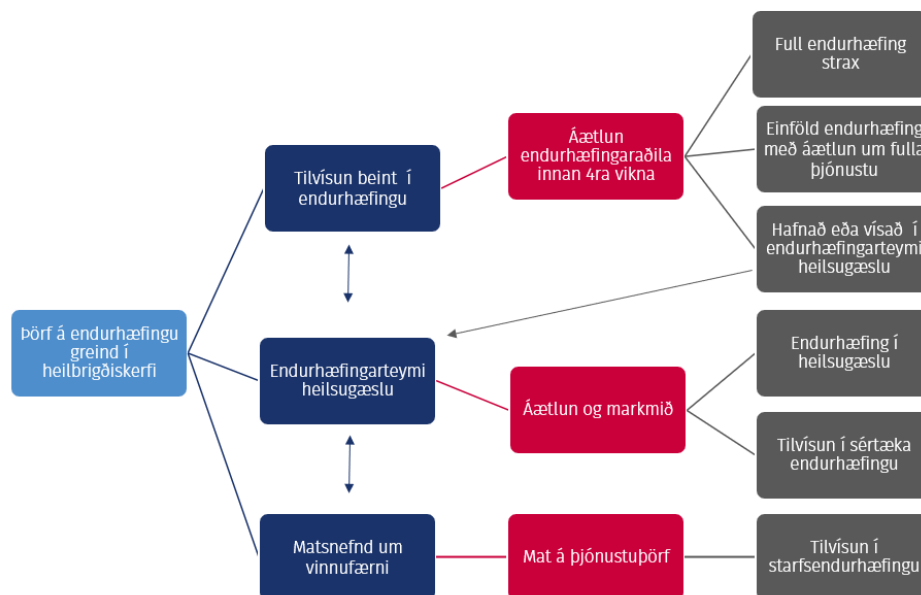 Þörf á endurhæfingu
greind í
heilbrigðiskerfi
Tilvísun beint í
endurhæfingu
Endurhæfingarteymi
heilsugæslu
Matsnefnd um
vinnufærni
Áætlun
endurhæfingaraðila
innan 4ra vikna
Áætlun og markmið
Mat á þjónustuþörf
Full endurhæfing
strax
Einföld endurhæfing
með áætlun um fulla
þjónustu
Hafnað eða vísað í
endurhæfingarteymi
heilsugæslu
Endurhæfing í
heilsugæslu
Tilvísun í sértæka
endurhæfingu
Tilvísun í
starfsendurhæfingu